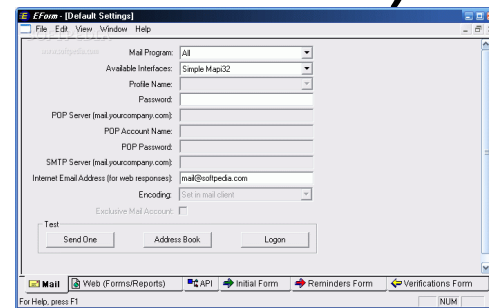 EForm - [Default Settings]
File Edit View Window Help
www.softpedia.com
Mail Program: All
Available Interfaces: Simple Mapi32
Profile Name:
Password:
POP Server (mail.yourcompany.com):
POP Account Name:
POP Password:
SMTP Server (mail.yourcompany.com):
Internet Email Address (for web responses): mail@softpedia.com
Encoding: Set in mail client
Exclusive Mail Account:
Test
Send One Address Book Logon
Mail Web (Forms/Reports) API Initial Form Reminders Form Verifications Form
For Help, press F1 NUM